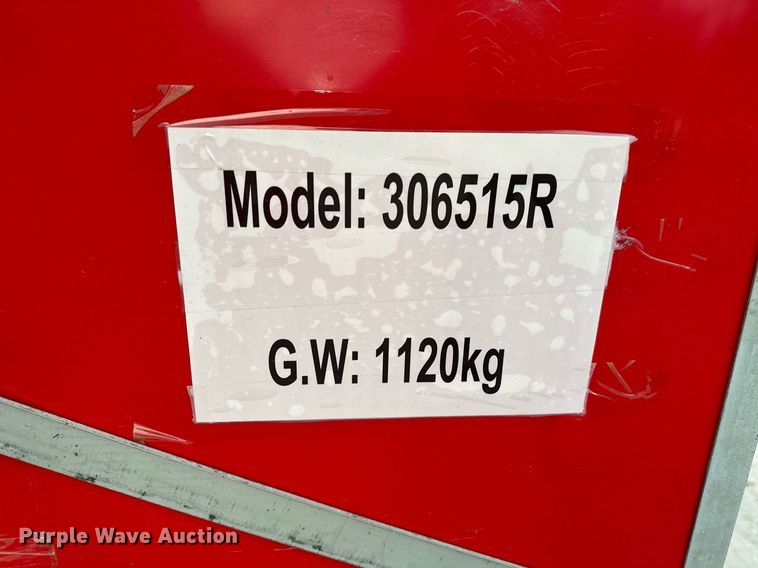 Model: 306515R
G.W: 1120kg
Purple Wave Auction